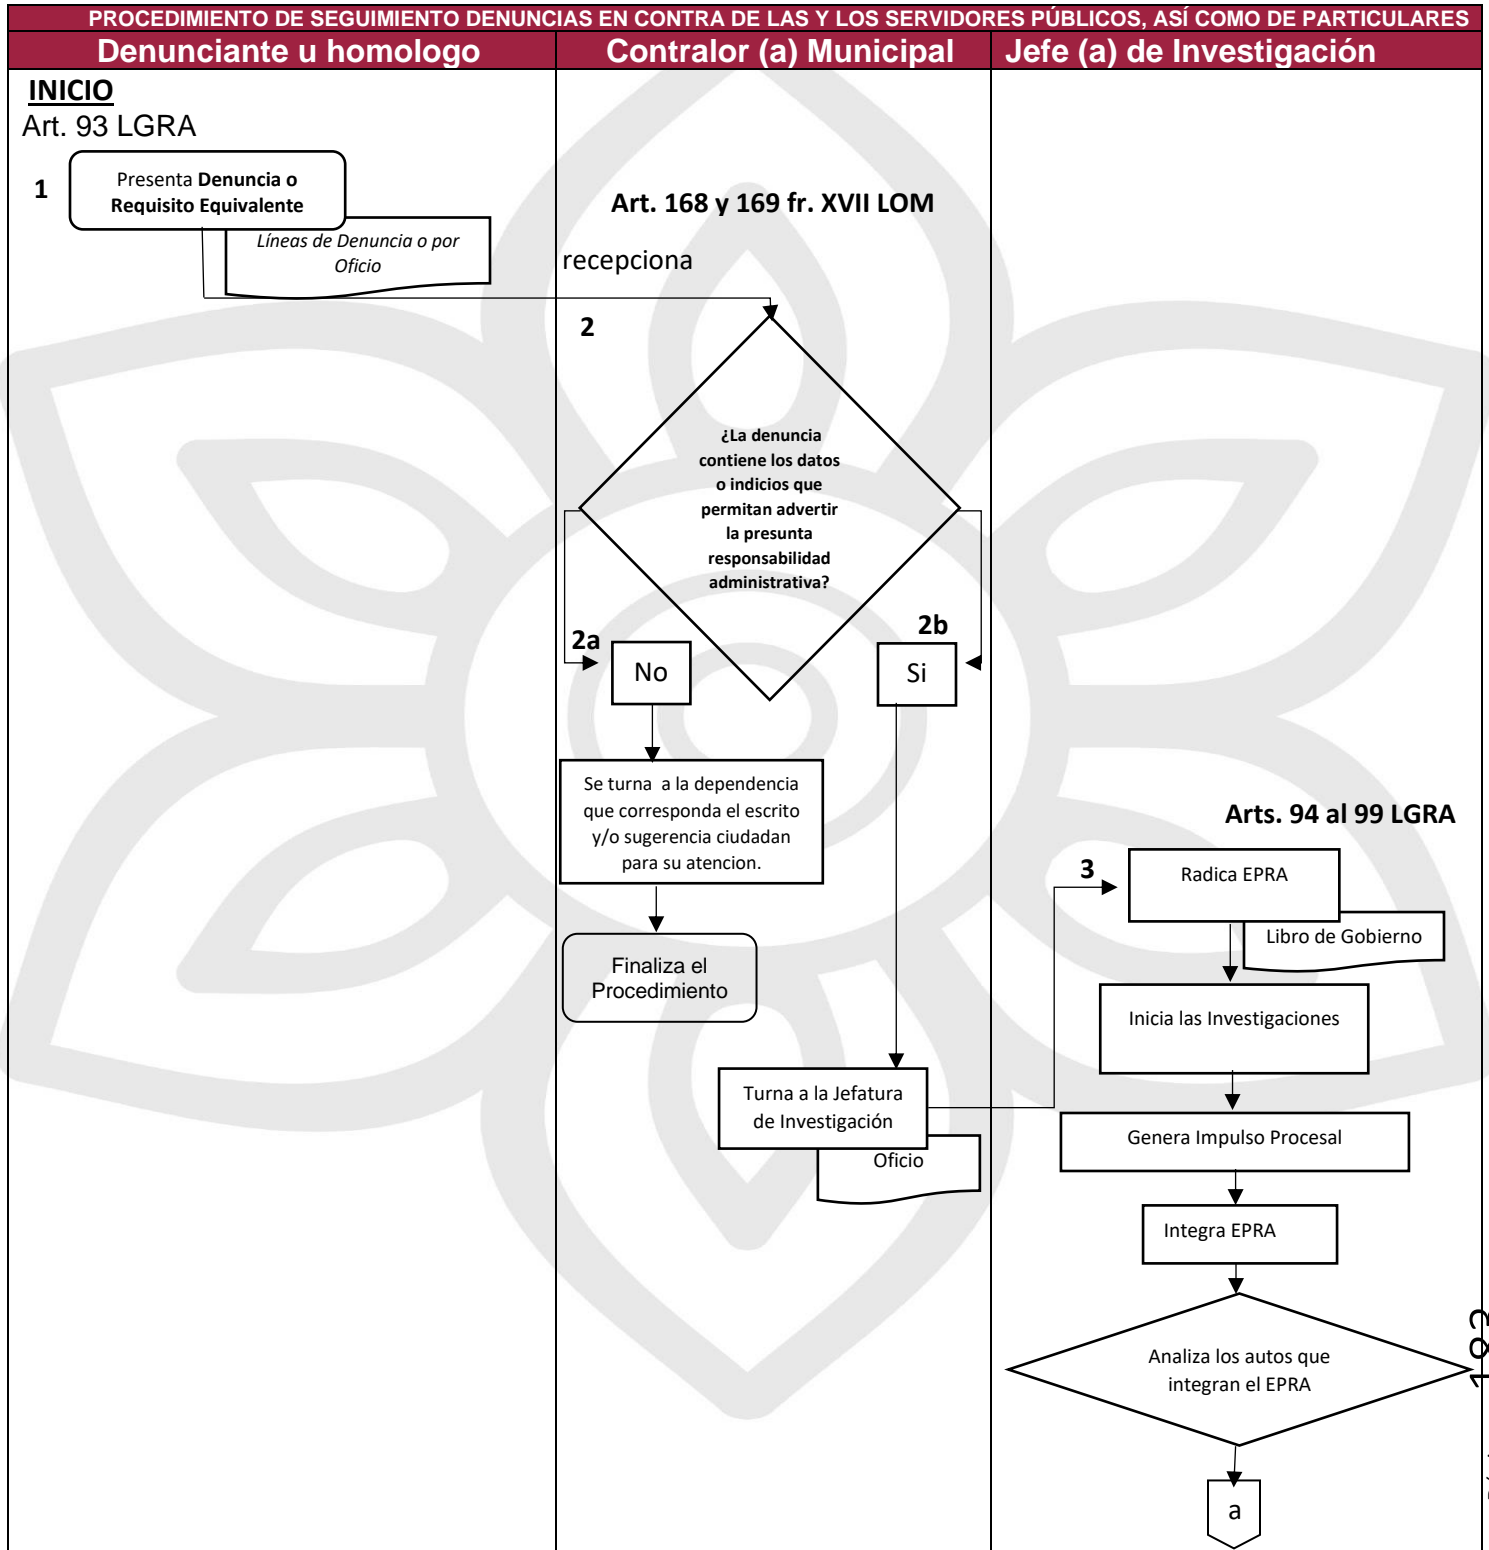 PROCEDIMIENTO DE SEGUIMIENTO DENUNCIAS EN CONTRA DE LAS Y LOS SERVIDORES PÚBLICOS, ASÍ COMO DE PARTICULARES
Denunciante u homologo
Contralor (a) Municipal
Jefe (a) de Investigación
INICIO
Art. 93 LGRA
1
Presenta Denuncia o
Requisito Equivalente
Líneas de Denuncia o por
Oficio
Art. 168 y 169 fr. XVII LOM
recepciona
2
¿La denuncia
contiene los datos
o indicios que
permitan advertir
la presunta
responsabilidad
administrativa?
2a
No
2b
Si
Se turna a la dependencia
que corresponda el escrito
y/o sugerencia ciudadan
para su atencion.
Finaliza el
Procedimiento
Turna a la Jefatura
de Investigación
Oficio
Arts. 94 al 99 LGRA
3
Radica EPRA
Libro de Gobierno
Inicia las Investigaciones
Genera Impulso Procesal
Integra EPRA
Analiza los autos que
integran el EPRA
a
183